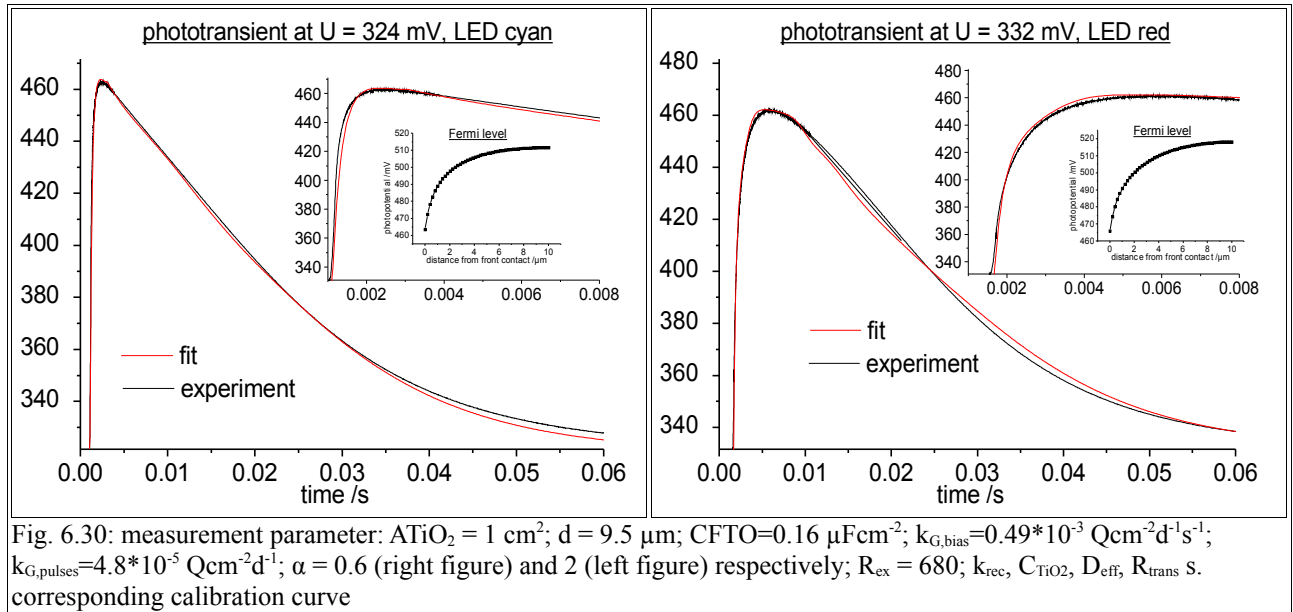 phototransient at U = 324 mV, LED cyan
460
440
420
400
380
360
340
0.00 0.01 0.02 0.03 0.04 0.05 0.06
time /s
fit
experiment
460
440
420
400
380
360
340
0.002 0.004 0.006 0.008
Fermi level
photopotential /mV
520
510
500
490
480
470
460
0 2 4 6 8 10
distance from front contact /µm
phototransient at U = 332 mV, LED red
480
460
440
420
400
380
360
340
0.00 0.01 0.02 0.03 0.04 0.05 0.06
time /s
fit
experiment
480
460
440
420
400
380
360
340
0.002 0.004 0.006 0.008
Fermi level
photopotential /mV
520
510
500
490
480
470
460
0 2 4 6 8 10
distance from front contact /µm
Fig. 6.30: measurement parameter: ATiO₂ = 1 cm²; d = 9.5 µm; CFTO=0.16 µFcm⁻²; k_G,bias=0.49*10⁻³ Qcm⁻²d⁻¹s⁻¹;
k_G,pulses=4.8*10⁻⁵ Qcm⁻²d⁻¹; α = 0.6 (right figure) and 2 (left figure) respectively; R_ex = 680; k_rec, C_TiO2, D_eff, R_trans s.
corresponding calibration curve